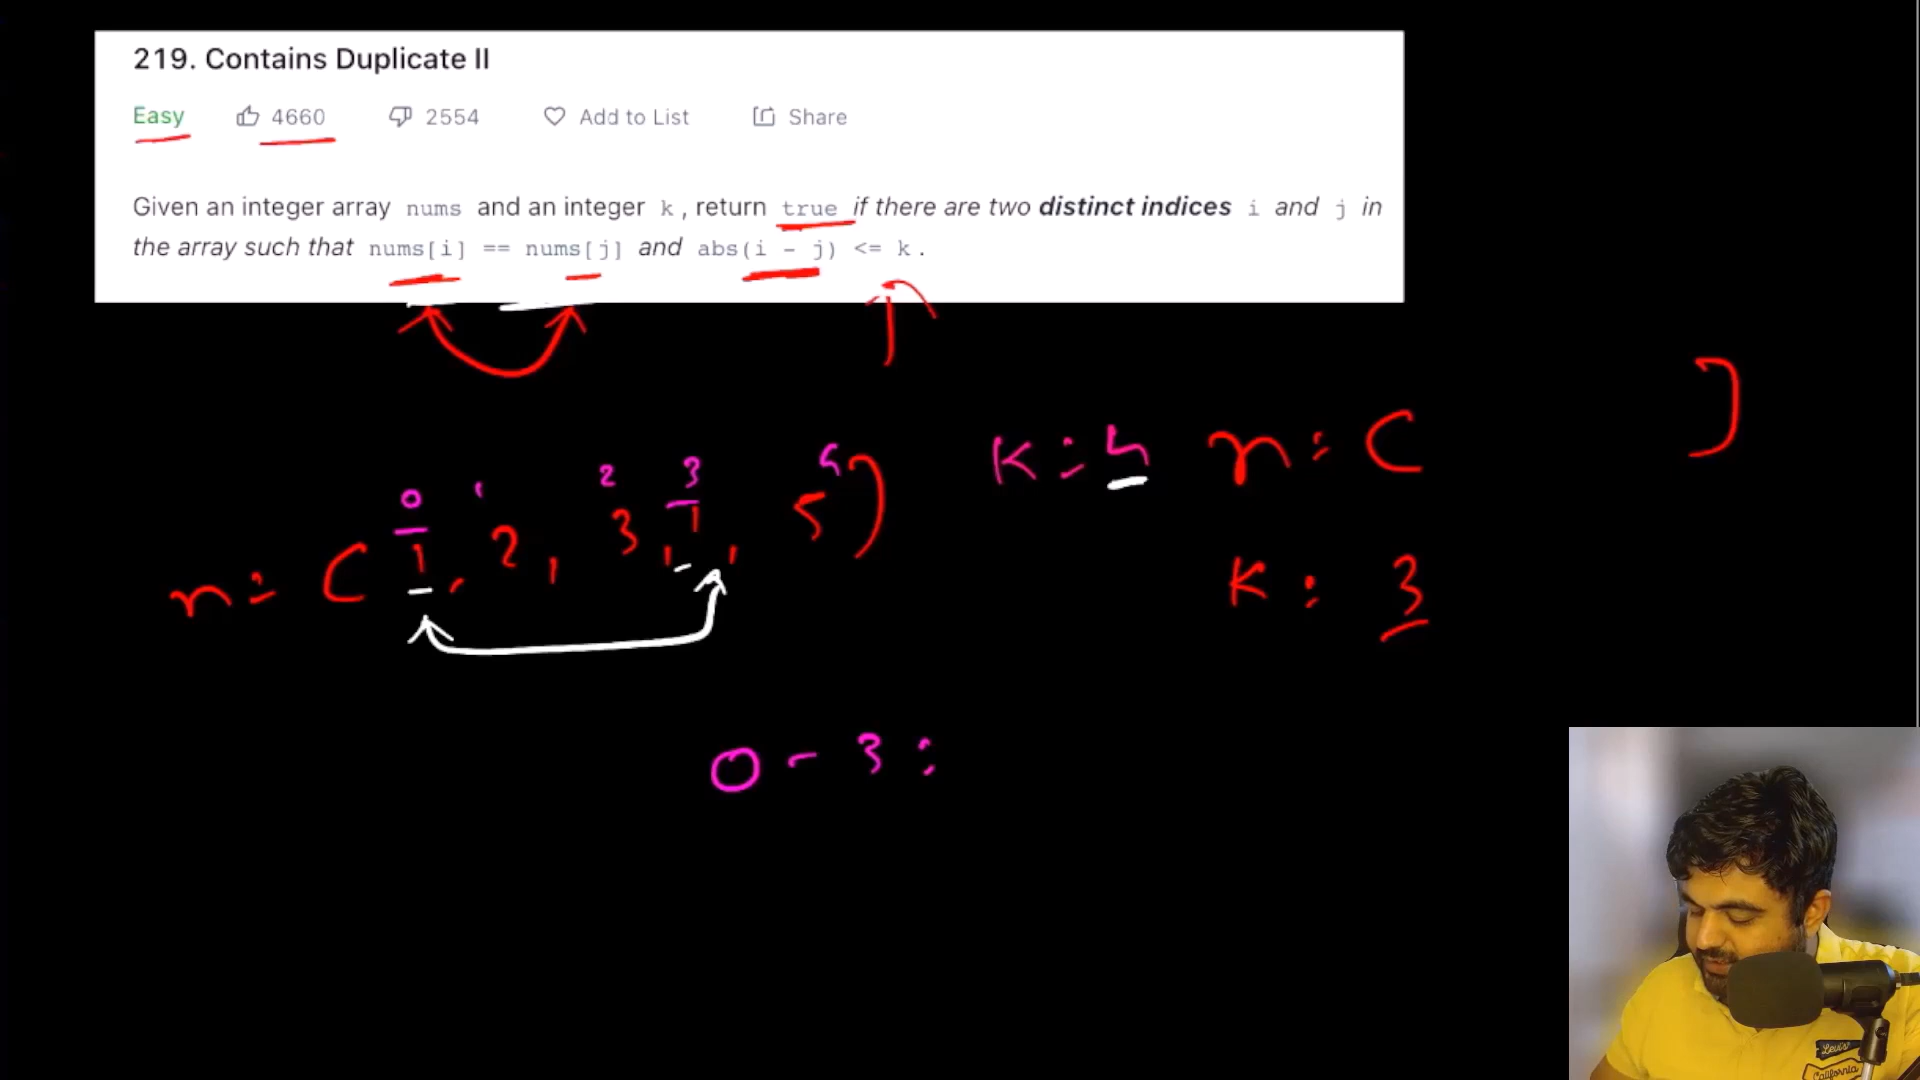 219. Contains Duplicate II
Easy 4660 2554 Add to List Share
Given an integer array nums and an integer k, return true if there are two distinct indices i and j in
the array such that nums[i] == nums[j] and abs(i - j) <= k.
0 1 2 3 4
n = [1, 2, 3, 1, 5]
K = 4
n = [ ]
K = 3
0 - 3 =
Levi's
California